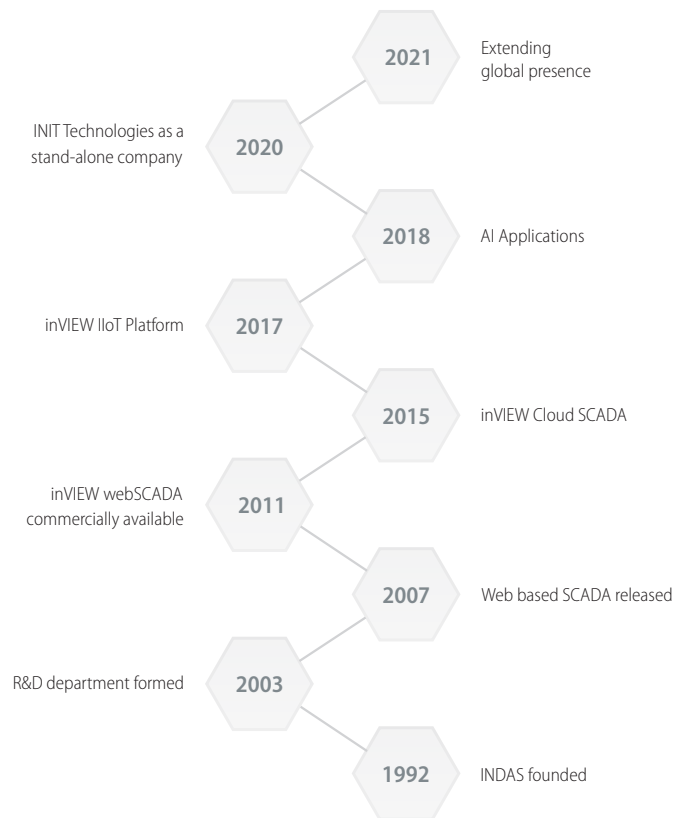 2021
Extending
global presence
INIT Technologies as a
stand-alone company
2020
2018
AI Applications
inVIEW IIoT Platform
2017
2015
inVIEW Cloud SCADA
inVIEW webSCADA
commercially available
2011
2007
Web based SCADA released
R&D department formed
2003
1992
INDAS founded